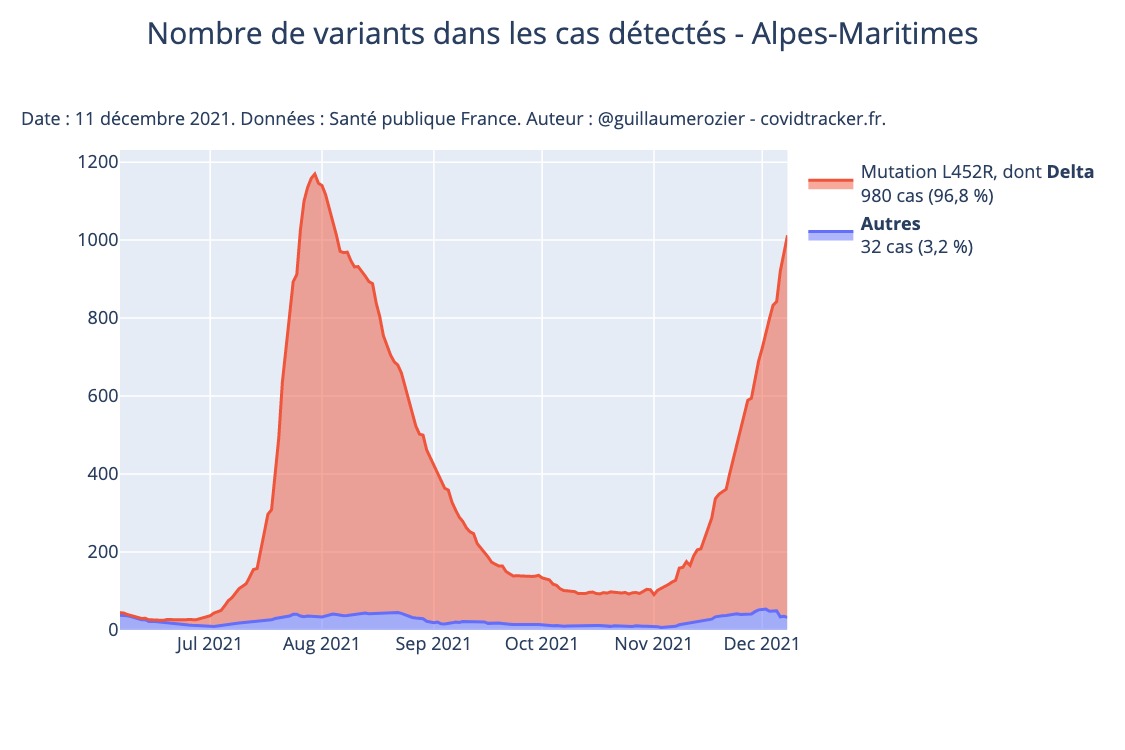 Nombre de variants dans les cas détectés - Alpes-Maritimes
Date : 11 décembre 2021. Données : Santé publique France. Auteur : @guillaumerozier - covidtracker.fr.
1200
1000
800
600
400
200
0
Jul 2021
Aug 2021
Sep 2021
Oct 2021
Nov 2021
Dec 2021
Mutation L452R, dont Delta
980 cas (96,8 %)
Autres
32 cas (3,2 %)